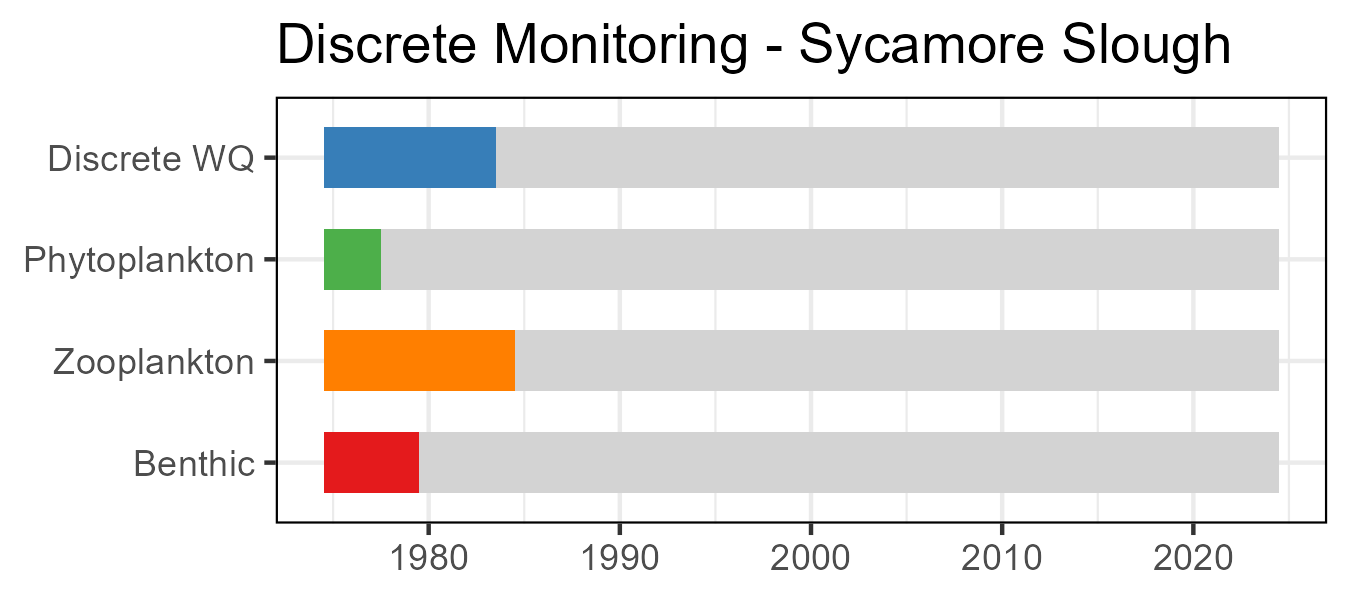 Discrete Monitoring - Sycamore Slough
Discrete WQ
Phytoplankton
Zooplankton
Benthic
1980 1990 2000 2010 2020